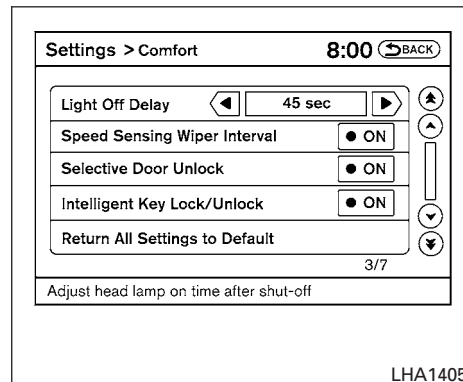 Settings > Comfort 8:00 BACK
Light Off Delay 45 sec
Speed Sensing Wiper Interval ON
Selective Door Unlock ON
Intelligent Key Lock/Unlock ON
Return All Settings to Default
3/7
Adjust head lamp on time after shut-off
LHA1405